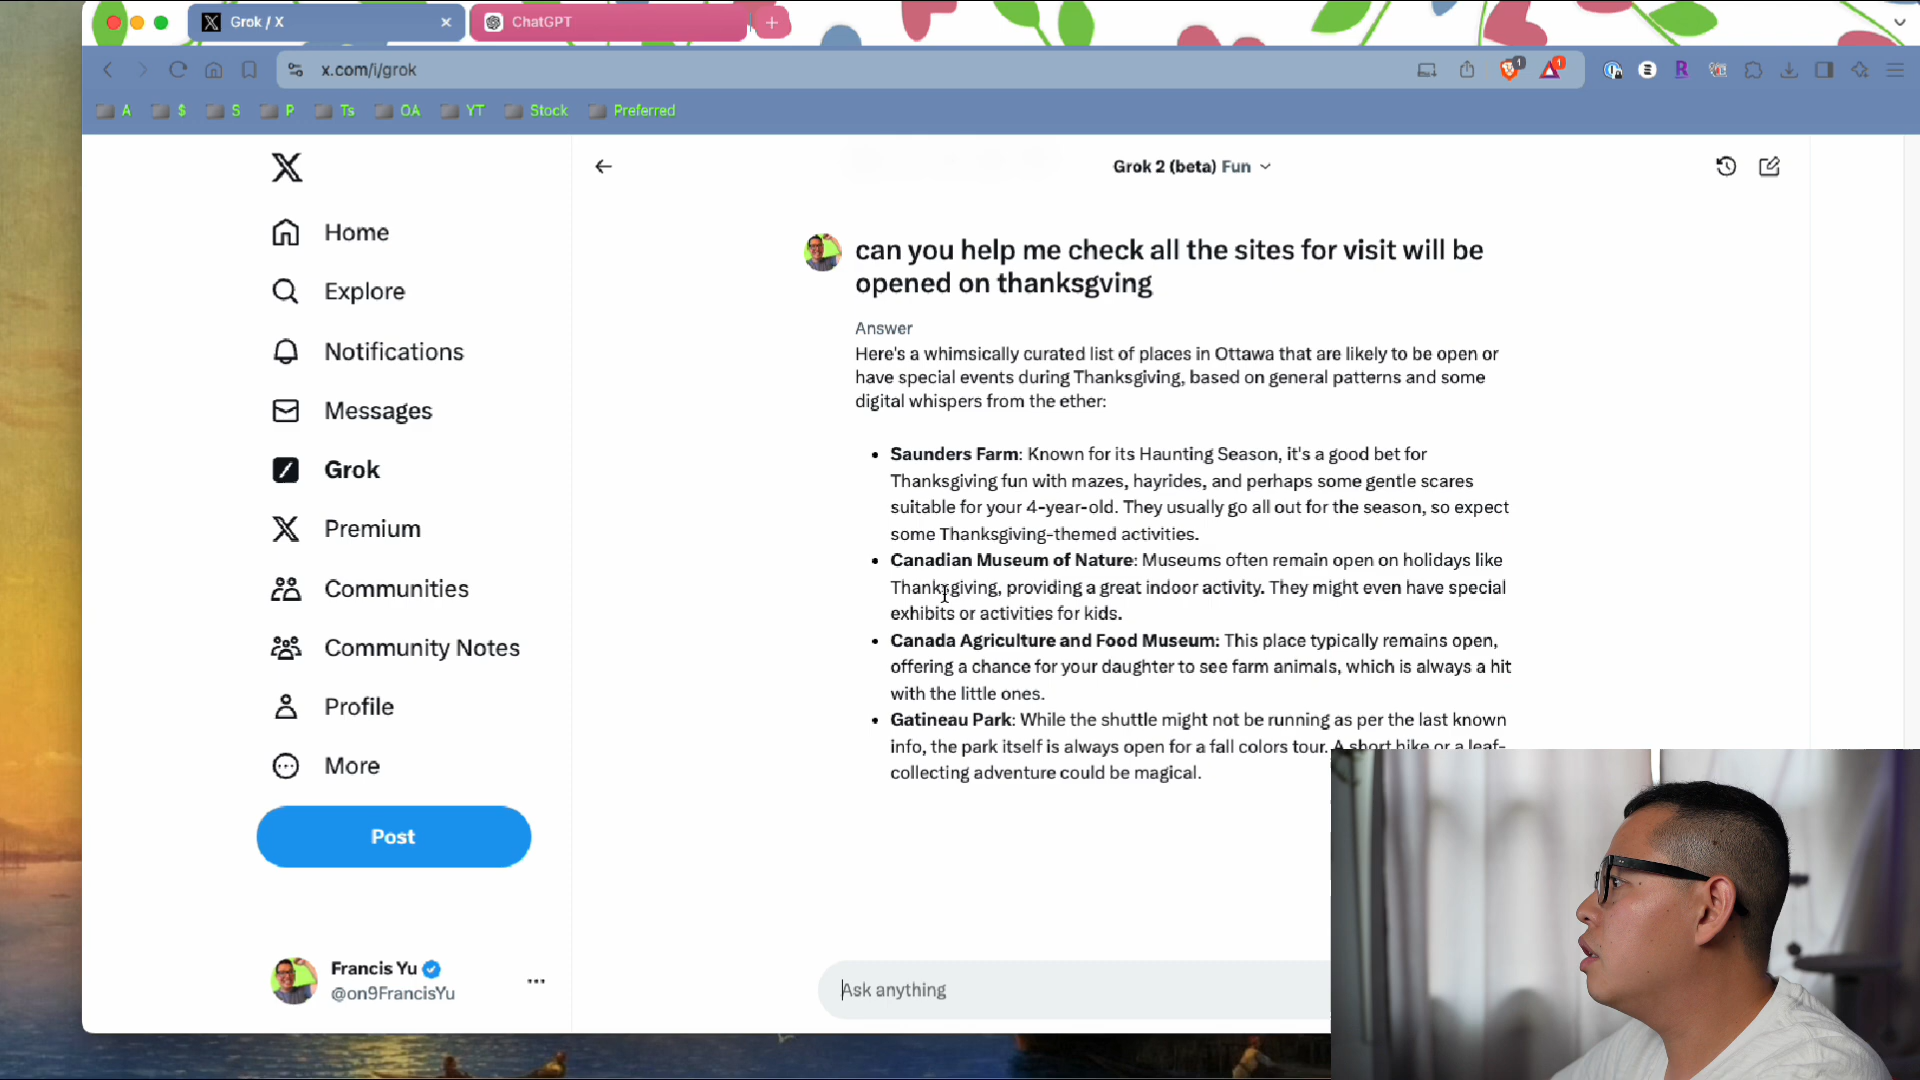 Grok / X
ChatGPT
x.com/i/grok
1
1
A
$
S
P
Ts
OA
YT
Stock
Preferred
Home
Explore
Notifications
Messages
Grok
Premium
Communities
Community Notes
Profile
More
Post
Francis Yu
@on9FrancisYu
Grok 2 (beta) Fun
can you help me check all the sites for visit will be
opened on thanksgving
Answer
Here's a whimsically curated list of places in Ottawa that are likely to be open or
have special events during Thanksgiving, based on general patterns and some
digital whispers from the ether:
• Saunders Farm: Known for its Haunting Season, it's a good bet for
Thanksgiving fun with mazes, hayrides, and perhaps some gentle scares
suitable for your 4-year-old. They usually go all out for the season, so expect
some Thanksgiving-themed activities.
• Canadian Museum of Nature: Museums often remain open on holidays like
Thanksgiving, providing a great indoor activity. They might even have special
exhibits or activities for kids.
• Canada Agriculture and Food Museum: This place typically remains open,
offering a chance for your daughter to see farm animals, which is always a hit
with the little ones.
• Gatineau Park: While the shuttle might not be running as per the last known
info, the park itself is always open for a fall colors tour. A short hike or a leaf-
collecting adventure could be magical.
Ask anything